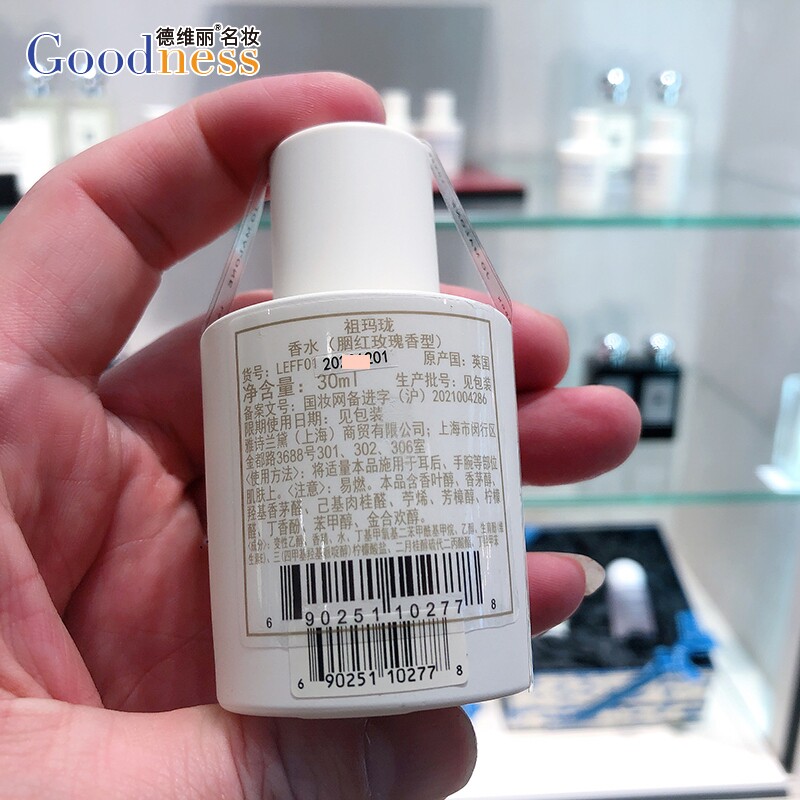 德维丽®名妆
Goodness
祖玛珑
香水（胭红玫瑰香型）
货号: LEFF01
原产国: 英国
净含量: 30ml
生产批号: 见包装
备案文号: 国妆网备进字（沪）2021004286
限期使用日期: 见包装
雅诗兰黛（上海）商贸有限公司; 上海市闵行区
金都路3688号301、302、306室
〈使用方法〉: 将适量本品施用于耳后、手腕等部位
肌肤上。〈注意〉: 易燃。本品含香叶醇、香茅醇、
羟基香茅醛、己基肉桂醛、苧烯、芳樟醇、柠檬
醛、丁香酚、苯甲醇、金合欢醇。
6 90251 10277 8
6 90251 10277 8